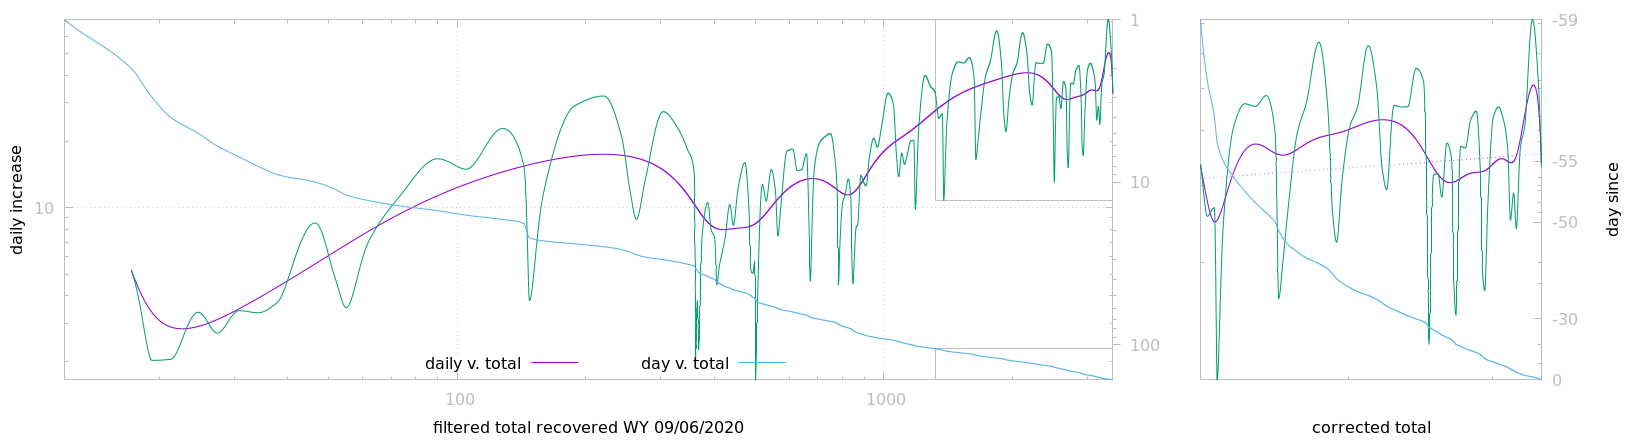 daily increase
10
100
1000
1
10
100
daily v. total
day v. total
filtered total recovered WY 09/06/2020
-59
-55
-50
-30
0
day since
corrected total